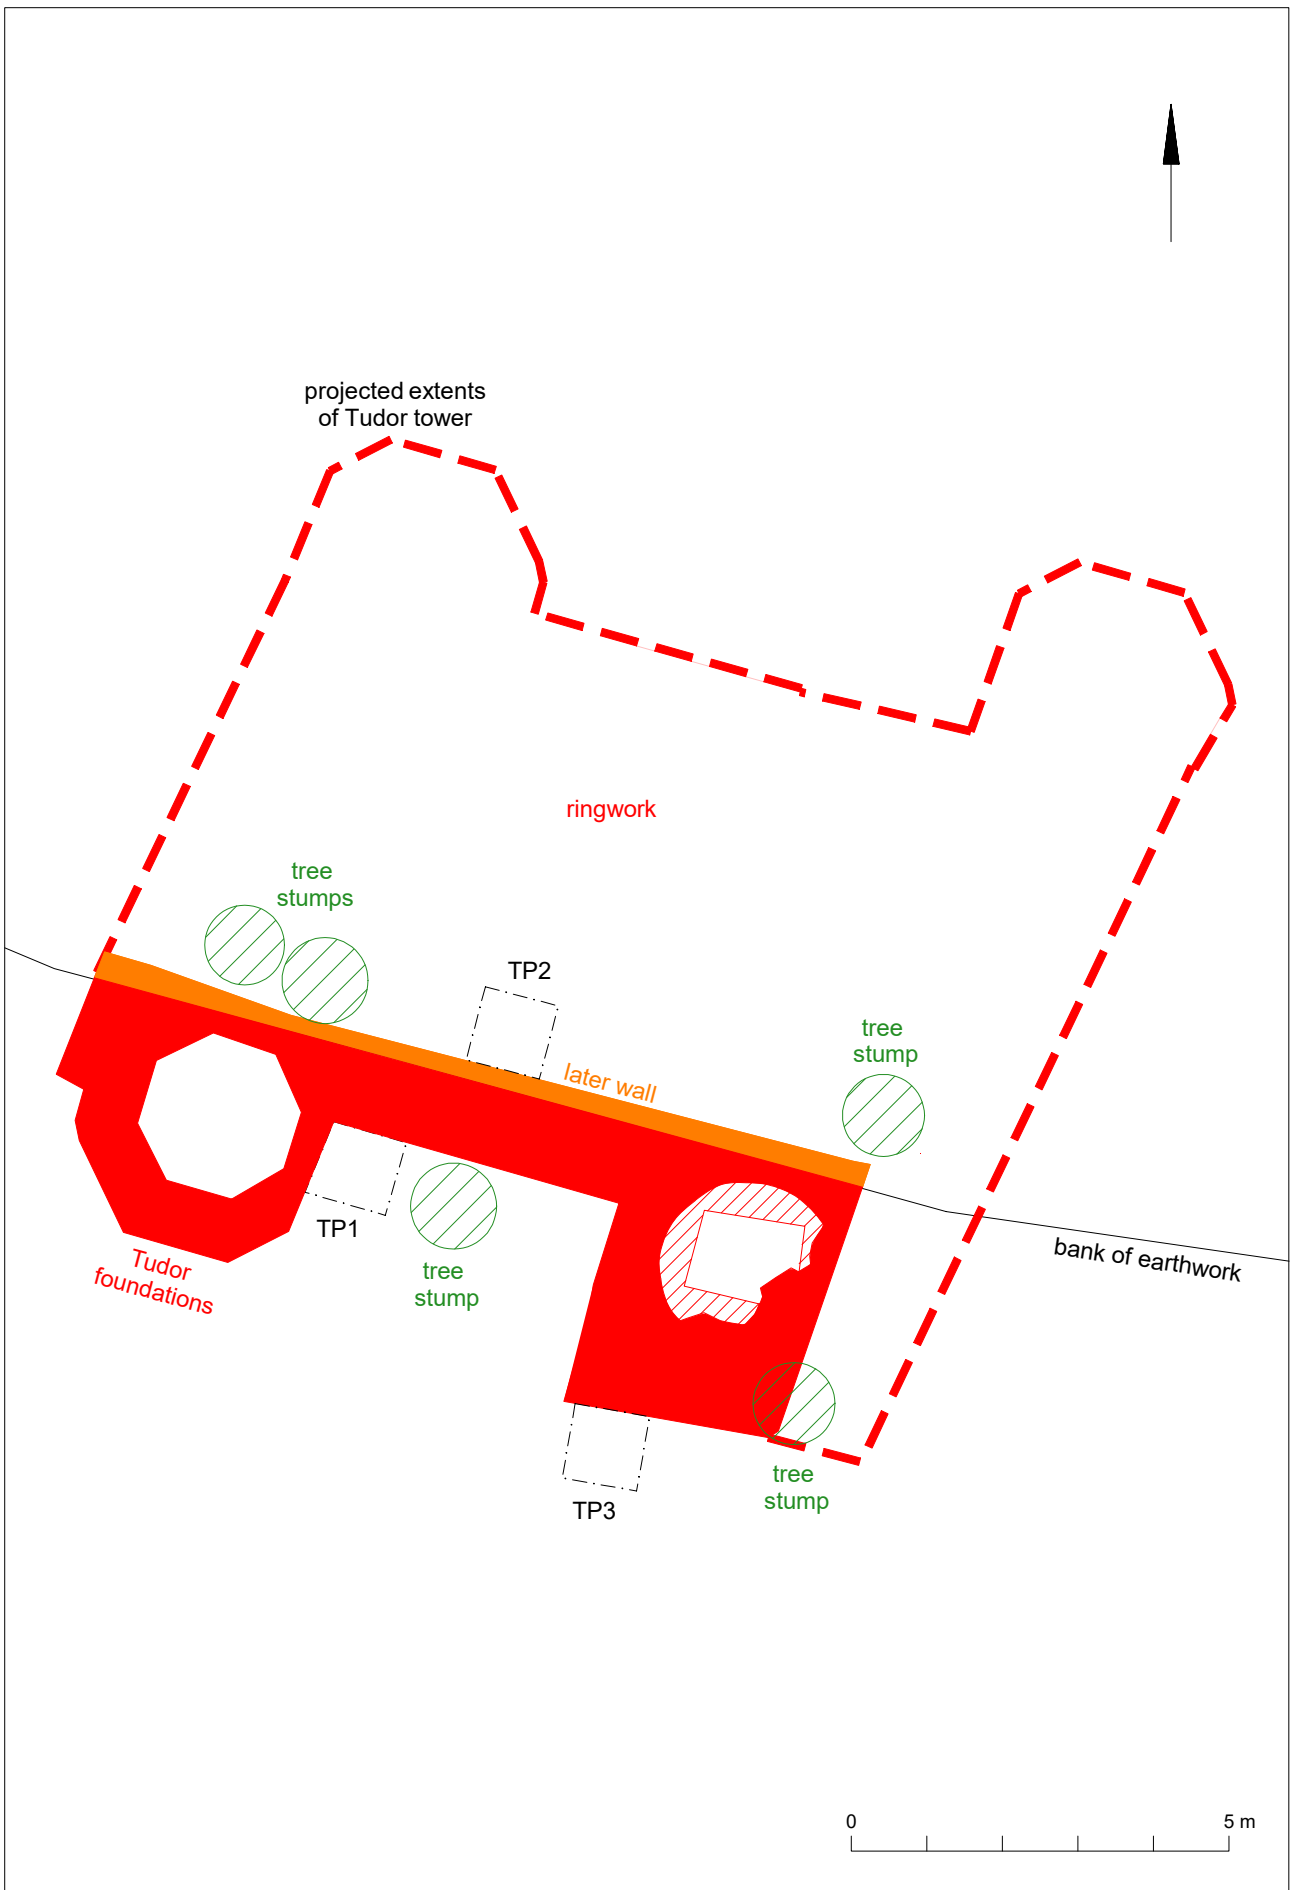 projected extents
of Tudor tower
ringwork
tree
stumps
TP2
later wall
tree
stump
TP1
bank of earthwork
Tudor
foundations
tree
stump
tree
stump
TP3
0
5 m